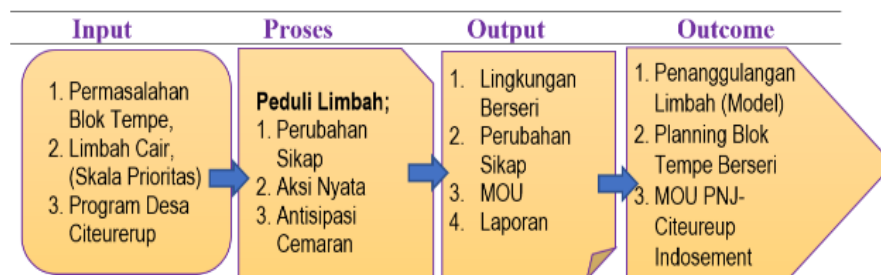 Input
Proses
Output
Outcome
1. Permasalahan
Blok Tempe,
2. Limbah Cair,
(Skala Prioritas)
3. Program Desa
Citeurerup
Peduli Limbah;
1. Perubahan
Sikap
2. Aksi Nyata
3. Antisipasi
Cemaran
1. Lingkungan
Berseri
2. Perubahan
Sikap
3. MOU
4. Laporan
1. Penanggulangan
Limbah (Model)
2. Planning Blok
Tempe Berseri
3. MOU PNJ-
Citeureup
Indosement